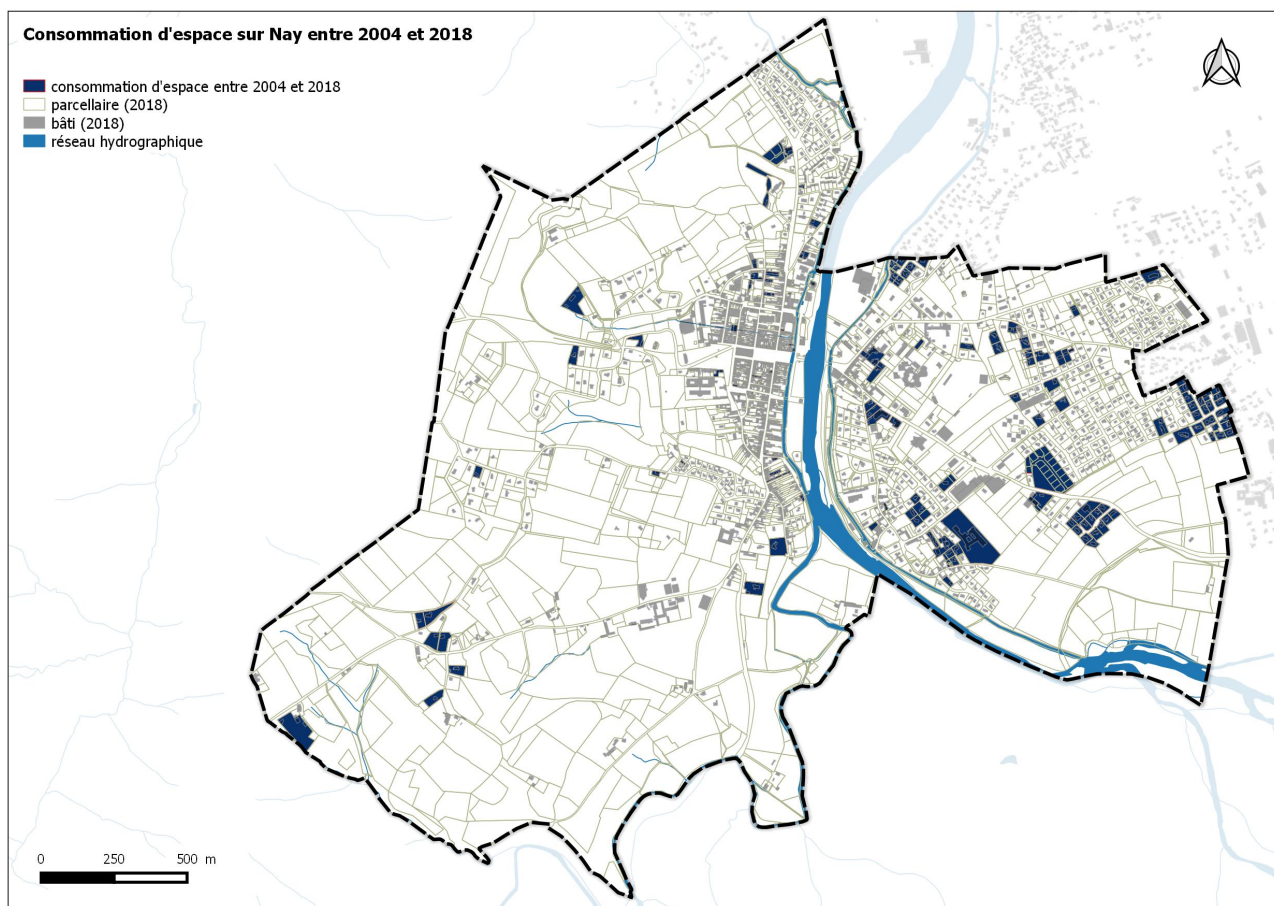 Consommation d'espace sur Nay entre 2004 et 2018
consommation d'espace entre 2004 et 2018
parcellaire (2018)
bâti (2018)
réseau hydrographique
0 250 500 m